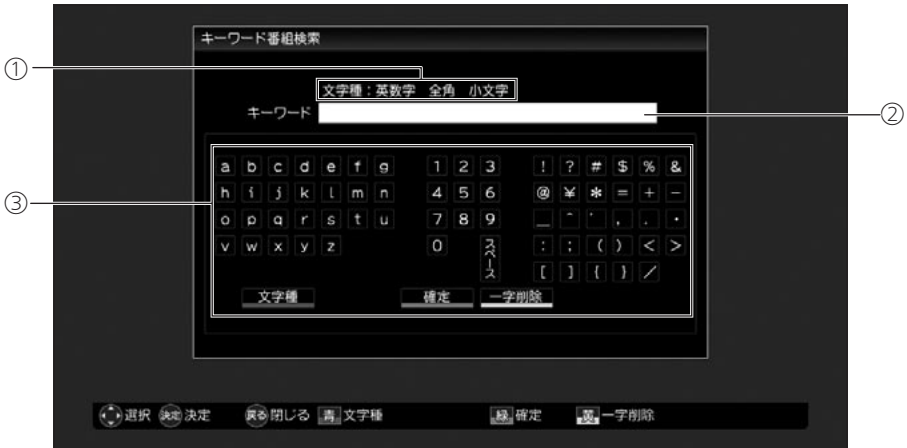 キーワード番組検索
①
文字種:英数字 全角 小文字
キーワード
②
③
a b c d e f g 1 2 3 ! ? # $ % &
h i j k l m n 4 5 6 @ ¥ * = + −
o p q r s t u 7 8 9 _ ^ ' , . ・
v w x y z 0 スペース : ; ( ) < >
[ ] { } /
文字種 確定 一字削除
選択 決定 決定 戻る 閉じる 青 文字種 緑 確定 黄 一字削除